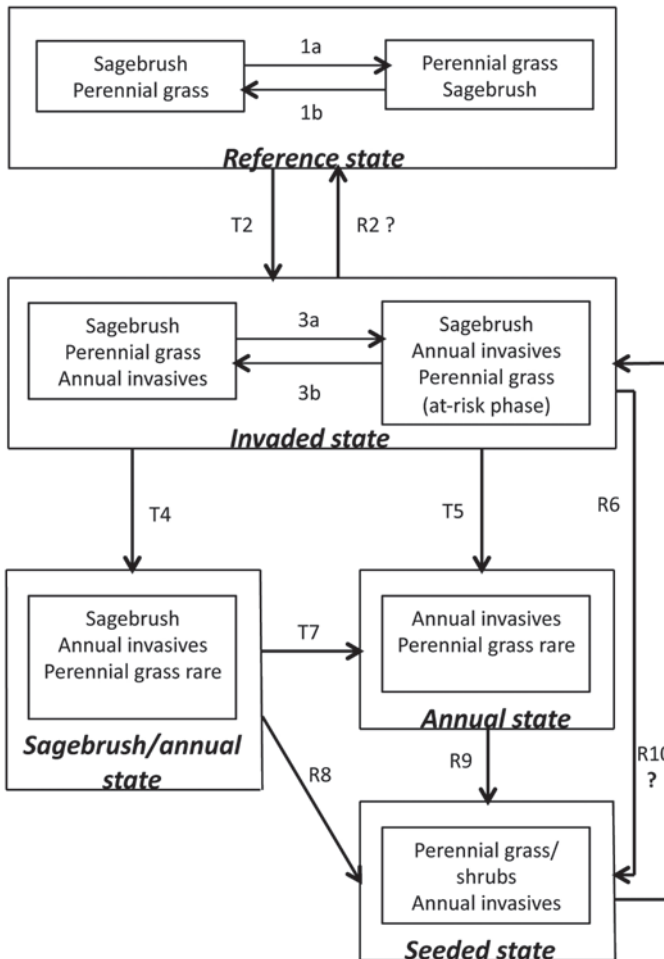 Sagebrush
Perennial grass
1a
1b
Perennial grass
Sagebrush
Reference state
T2
R2 ?
Sagebrush
Perennial grass
Annual invasives
3a
3b
Sagebrush
Annual invasives
Perennial grass
(at-risk phase)
Invaded state
T4
T5
R6
Sagebrush
Annual invasives
Perennial grass rare
Sagebrush/annual
state
T7
Annual invasives
Perennial grass rare
Annual state
R8
R9
R10
?
Perennial grass/
shrubs
Annual invasives
Seeded state